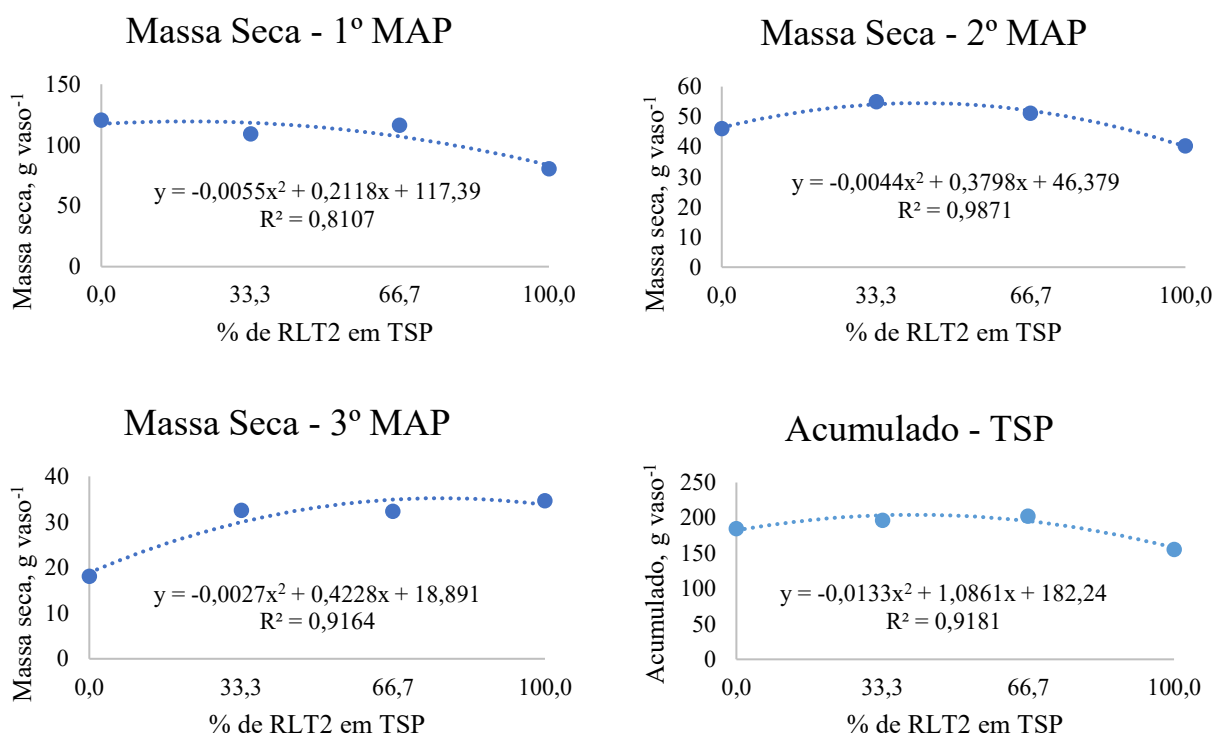 Massa Seca - 1º MAP
Massa seca, g vaso⁻¹
150
100
50
0
y = -0,0055x² + 0,2118x + 117,39
R² = 0,8107
0,0 33,3 66,7 100,0
% de RLT2 em TSP
Massa Seca - 2º MAP
Massa seca, g vaso⁻¹
60
50
40
30
20
10
0
y = -0,0044x² + 0,3798x + 46,379
R² = 0,9871
0,0 33,3 66,7 100,0
% de RLT2 em TSP
Massa Seca - 3º MAP
Massa seca, g vaso⁻¹
40
30
20
10
0
y = -0,0027x² + 0,4228x + 18,891
R² = 0,9164
0,0 33,3 66,7 100,0
% de RLT2 em TSP
Acumulado - TSP
Acumulado, g vaso⁻¹
250
200
150
100
50
0
y = -0,0133x² + 1,0861x + 182,24
R² = 0,9181
0,0 33,3 66,7 100,0
% de RLT2 em TSP